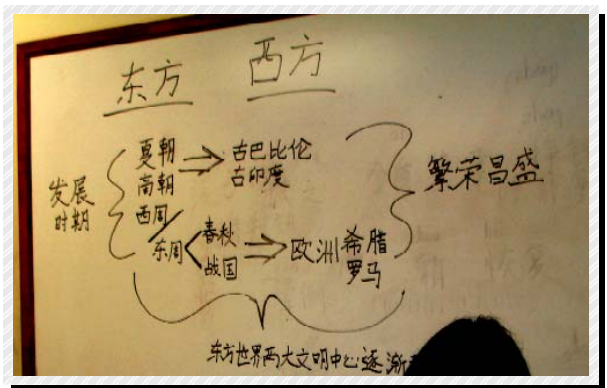 东方 西方
发展
时期
夏朝
南朝
西周
东周
春秋
战国
古巴比伦
古印度
欧洲
希腊
罗马
繁荣昌盛
东方世界两大文明中心逐渐